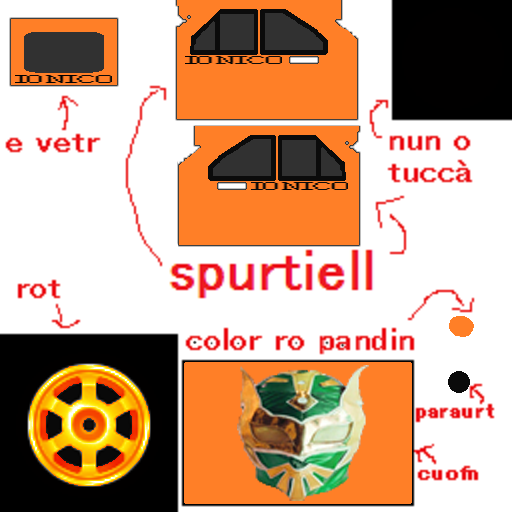 IONICO
IONICO
e vetr
nun o
tuccà
IONICO
spurtiell
rot
color ro pandin
paraurt
cuofn